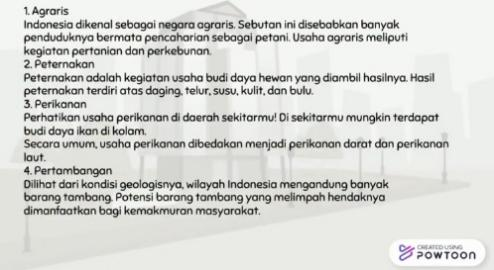 1. Agraris
Indonesia dikenal sebagai negara agraris. Sebutan ini disebabkan banyak
penduduknya bermata pencaharian sebagai petani. Usaha agraris meliputi
kegiatan pertanian dan perkebunan.
2. Peternakan
Peternakan adalah kegiatan usaha budi daya hewan yang diambil hasilnya. Hasil
peternakan terdiri atas daging, telur, susu, kulit, dan bulu.
3. Perikanan
Perhatikan usaha perikanan di daerah sekitarmu! Di sekitarmu mungkin terdapat
budi daya ikan di kolam.
Secara umum, usaha perikanan dibedakan menjadi perikanan darat dan perikanan
laut.
4. Pertambangan
Dilihat dari kondisi geologisnya, wilayah Indonesia mengandung banyak
barang tambang. Potensi barang tambang yang melimpah hendaknya
dimanfaatkan bagi kemakmuran masyarakat.
CREATED USING
POWTOON